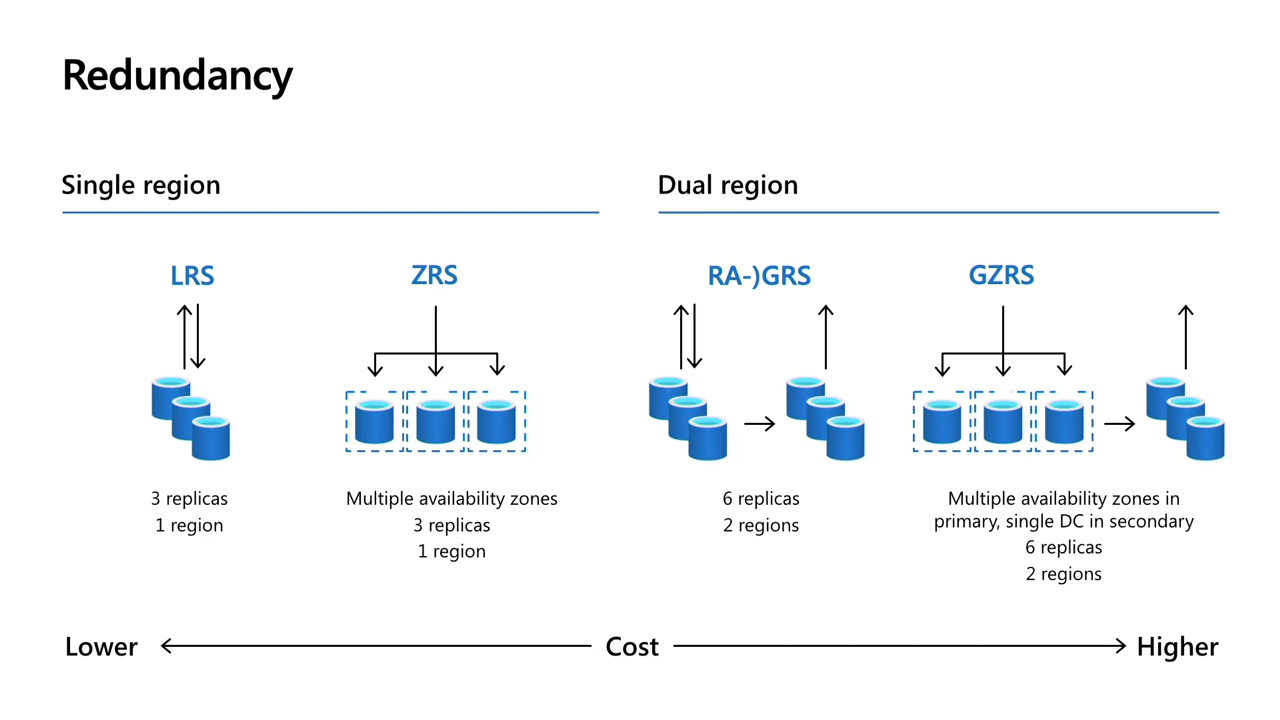 Redundancy
Single region
Dual region
LRS
ZRS
RA-)GRS
GZRS
3 replicas
1 region
Multiple availability zones
3 replicas
1 region
6 replicas
2 regions
Multiple availability zones in
primary, single DC in secondary
6 replicas
2 regions
Lower
Cost
Higher